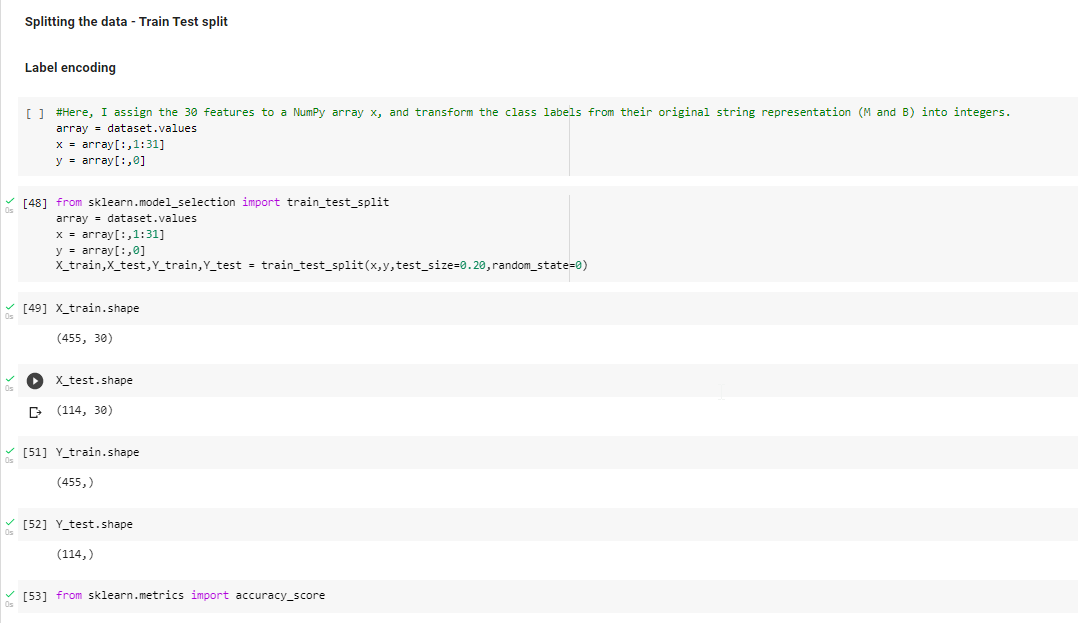 Splitting the data - Train Test split
Label encoding
[ ] #Here, I assign the 30 features to a NumPy array x, and transform the class labels from their original string representation (M and B) into integers.
array = dataset.values
x = array[:,1:31]
y = array[:,0]
0s [48] from sklearn.model_selection import train_test_split
array = dataset.values
x = array[:,1:31]
y = array[:,0]
X_train,X_test,Y_train,Y_test = train_test_split(x,y,test_size=0.20,random_state=0)
0s [49] X_train.shape
(455, 30)
0s X_test.shape
(114, 30)
0s [51] Y_train.shape
(455,)
0s [52] Y_test.shape
(114,)
0s [53] from sklearn.metrics import accuracy_score